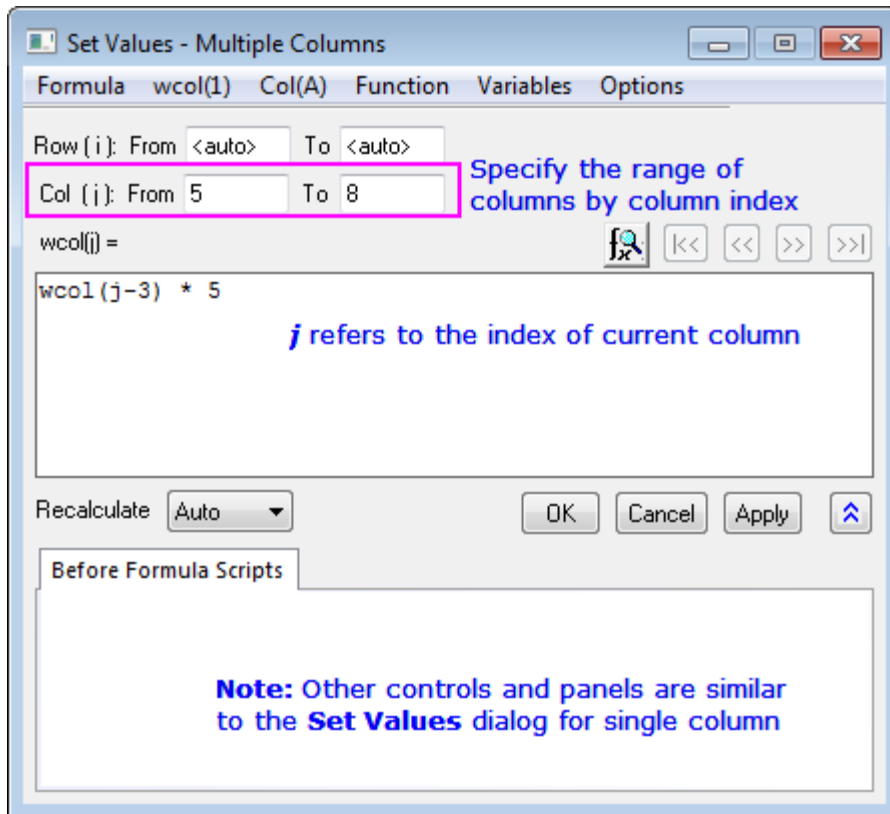 Set Values - Multiple Columns
Formula wcol(1) Col(A) Function Variables Options
Row ( i ): From <auto> To <auto>
Col ( j ): From 5 To 8
Specify the range of
columns by column index
wcol(j) =
|<< << >> >>|
wcol(j-3) * 5
j refers to the index of current column
Recalculate Auto OK Cancel Apply
Before Formula Scripts
Note: Other controls and panels are similar
to the Set Values dialog for single column